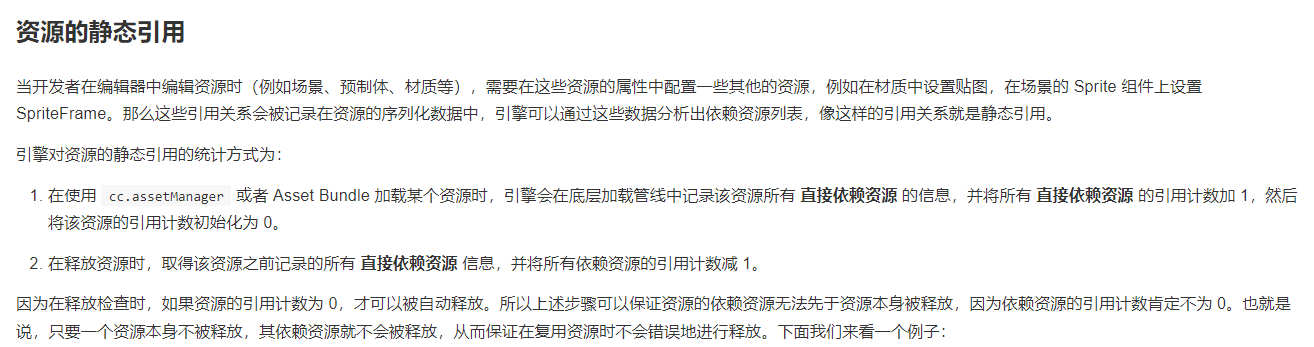 资源的静态引用
当开发者在编辑器中编辑资源时（例如场景、预制体、材质等），需要在这些资源的属性中配置一些其他的资源，例如在材质中设置贴图，在场景的 Sprite 组件上设置
SpriteFrame。那么这些引用关系会被记录在资源的序列化数据中，引擎可以通过这些数据分析出依赖资源列表，像这样的引用关系就是静态引用。
引擎对资源的静态引用的统计方式为：
1. 在使用 cc.assetManager 或者 Asset Bundle 加载某个资源时，引擎会在底层加载管线中记录该资源所有 直接依赖资源 的信息，并将所有 直接依赖资源 的引用计数加 1，然后
将该资源的引用计数初始化为 0。
2. 在释放资源时，取得该资源之前记录的所有 直接依赖资源 信息，并将所有依赖资源的引用计数减 1。
因为在释放检查时，如果资源的引用计数为 0，才可以被自动释放。所以上述步骤可以保证资源的依赖资源无法先于资源本身被释放，因为依赖资源的引用计数肯定不为 0。也就是
说，只要一个资源本身不被释放，其依赖资源就不会被释放，从而保证在复用资源时不会错误地进行释放。下面我们来看一个例子：